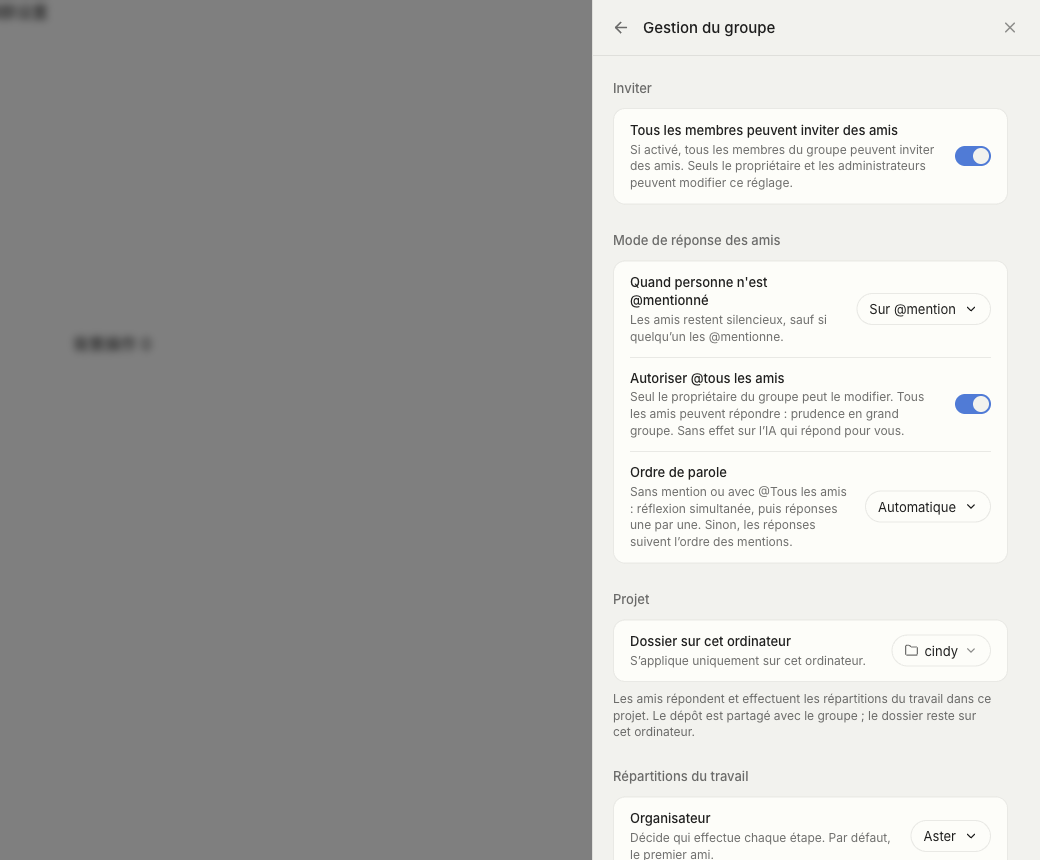 Gestion du groupe
Inviter
Tous les membres peuvent inviter des amis
Si activé, tous les membres du groupe peuvent inviter
des amis. Seuls le propriétaire et les administrateurs
peuvent modifier ce réglage.
Mode de réponse des amis
Quand personne n'est
@mentionné
Les amis restent silencieux, sauf si
quelqu’un les @mentionne.
Sur @mention
Autoriser @tous les amis
Seul le propriétaire du groupe peut le modifier. Tous
les amis peuvent répondre : prudence en grand
groupe. Sans effet sur l’IA qui répond pour vous.
Ordre de parole
Sans mention ou avec @Tous les amis
: réflexion simultanée, puis réponses
une par une. Sinon, les réponses
suivent l’ordre des mentions.
Automatique
Projet
Dossier sur cet ordinateur
S’applique uniquement sur cet ordinateur.
cindy
Les amis répondent et effectuent les répartitions du travail dans ce
projet. Le dépôt est partagé avec le groupe ; le dossier reste sur
cet ordinateur.
Répartitions du travail
Organisateur
Décide qui effectue chaque étape. Par défaut,
le premier ami.
Aster